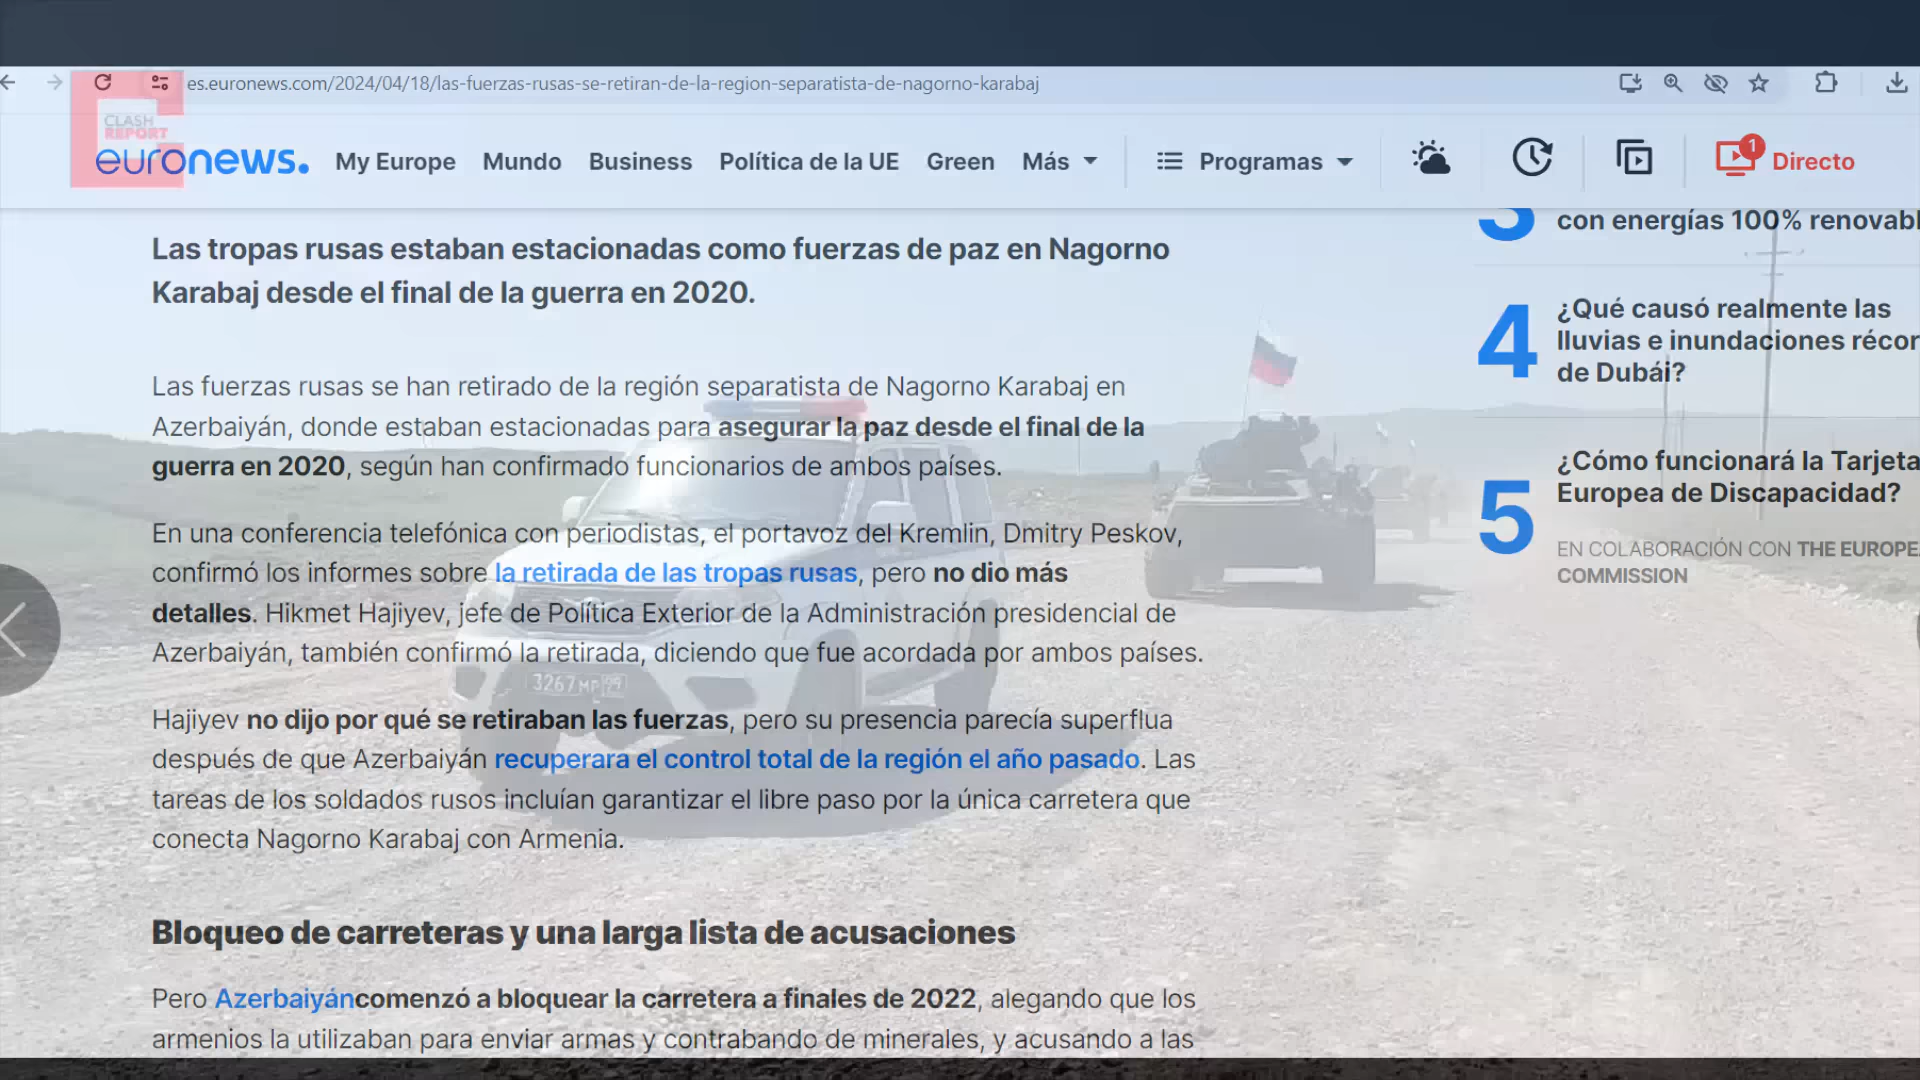 es.euronews.com/2024/04/18/las-fuerzas-rusas-se-retiran-de-la-region-separatista-de-nagorno-karabaj
CLASH
REPORT
euronews.
My Europe Mundo Business Política de la UE Green Más Programas 1 Directo
Las tropas rusas estaban estacionadas como fuerzas de paz en Nagorno
Karabaj desde el final de la guerra en 2020.
Las fuerzas rusas se han retirado de la región separatista de Nagorno Karabaj en
Azerbaiyán, donde estaban estacionadas para asegurar la paz desde el final de la
guerra en 2020, según han confirmado funcionarios de ambos países.
En una conferencia telefónica con periodistas, el portavoz del Kremlin, Dmitry Peskov,
confirmó los informes sobre la retirada de las tropas rusas, pero no dio más
detalles. Hikmet Hajiyev, jefe de Política Exterior de la Administración presidencial de
Azerbaiyán, también confirmó la retirada, diciendo que fue acordada por ambos países.
3267 MP 99
Hajiyev no dijo por qué se retiraban las fuerzas, pero su presencia parecía superflua
después de que Azerbaiyán recuperara el control total de la región el año pasado. Las
tareas de los soldados rusos incluían garantizar el libre paso por la única carretera que
conecta Nagorno Karabaj con Armenia.
Bloqueo de carreteras y una larga lista de acusaciones
Pero Azerbaiyáncomenzó a bloquear la carretera a finales de 2022, alegando que los
armenios la utilizaban para enviar armas y contrabando de minerales, y acusando a las
3
con energías 100% renovabl
4
¿Qué causó realmente las
lluvias e inundaciones récor
de Dubái?
5
¿Cómo funcionará la Tarjeta
Europea de Discapacidad?
EN COLABORACIÓN CON THE EUROPE
COMMISSION